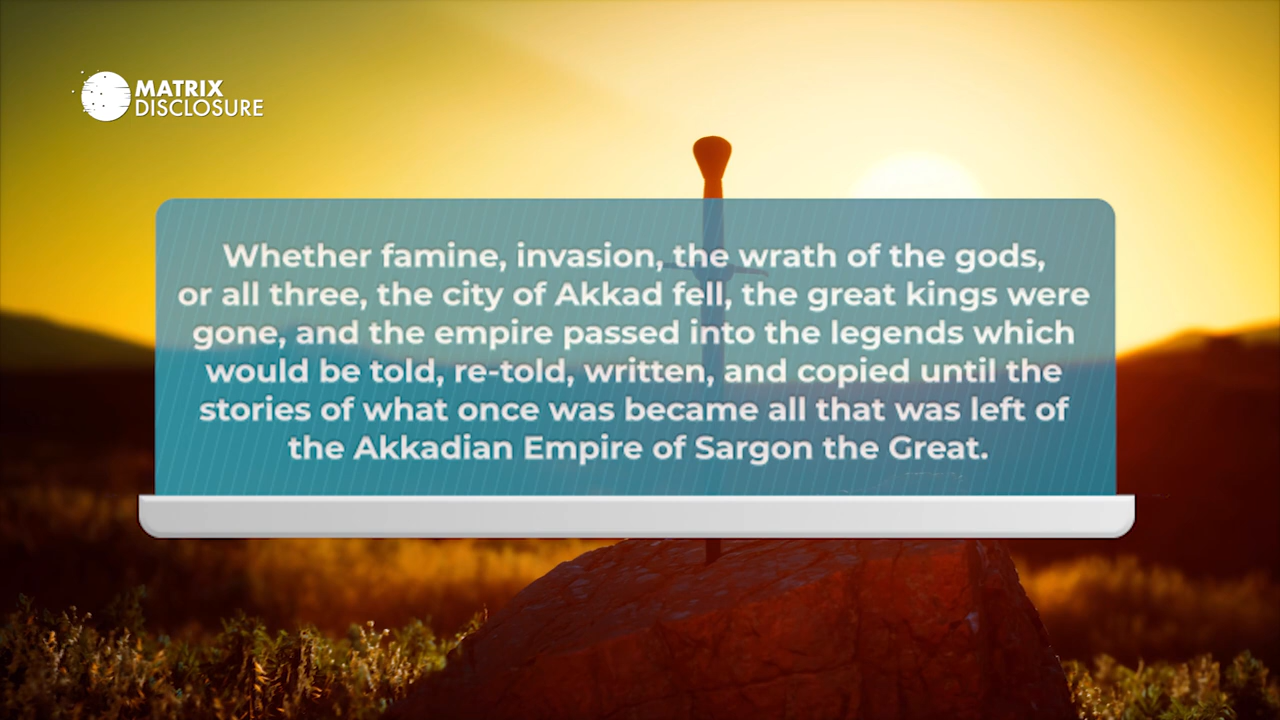 MATRIX
DISCLOSURE
Whether famine, invasion, the wrath of the gods,
or all three, the city of Akkad fell, the great kings were
gone, and the empire passed into the legends which
would be told, re-told, written, and copied until the
stories of what once was became all that was left of
the Akkadian Empire of Sargon the Great.